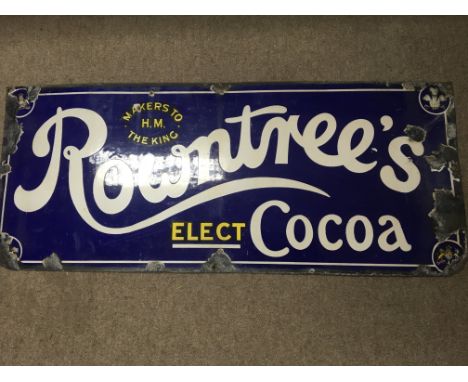 MAKERS TO
H.M.
THE KING
Rowntree's
ELECT Cocoa